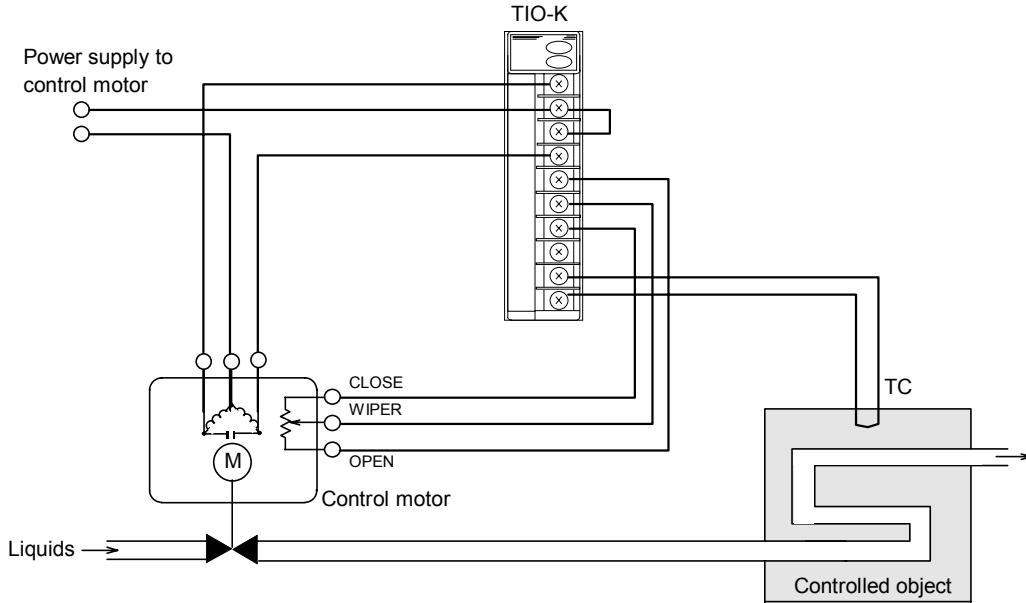 TIO-K
Power supply to
control motor
CLOSE
WIPER
OPEN
TC
M
Control motor
Liquids
Controlled object